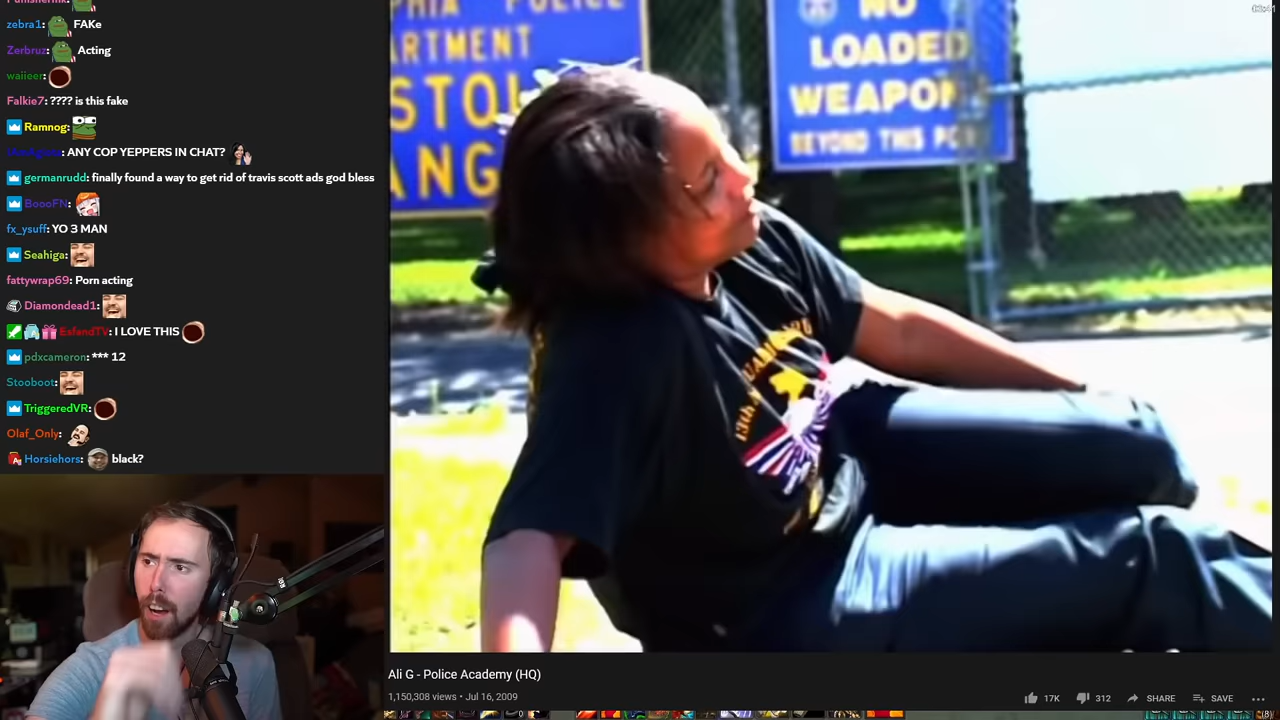 zebra1: FAKe
Zerbruz: Acting
waiieer:
Falkie7: ???? is this fake
Ramnog:
: ANY COP YEPPERS IN CHAT?
germanrudd: finally found a way to get rid of travis scott ads god bless
BoooFN:
fx_ysuff: YO 3 MAN
Seahiga:
fattywrap69: Porn acting
Diamondead1:
EsfandTV: I LOVE THIS
pdxcameron: *** 12
Stooboot:
TriggeredVR:
Olaf_Only:
Horsiehors: black?
POLICE
NO
LOADED
WEAPON
BEYOND THIS
13th
Ali G - Police Academy (HQ)
1,150,308 views • Jul 16, 2009
17K
312
SHARE
SAVE